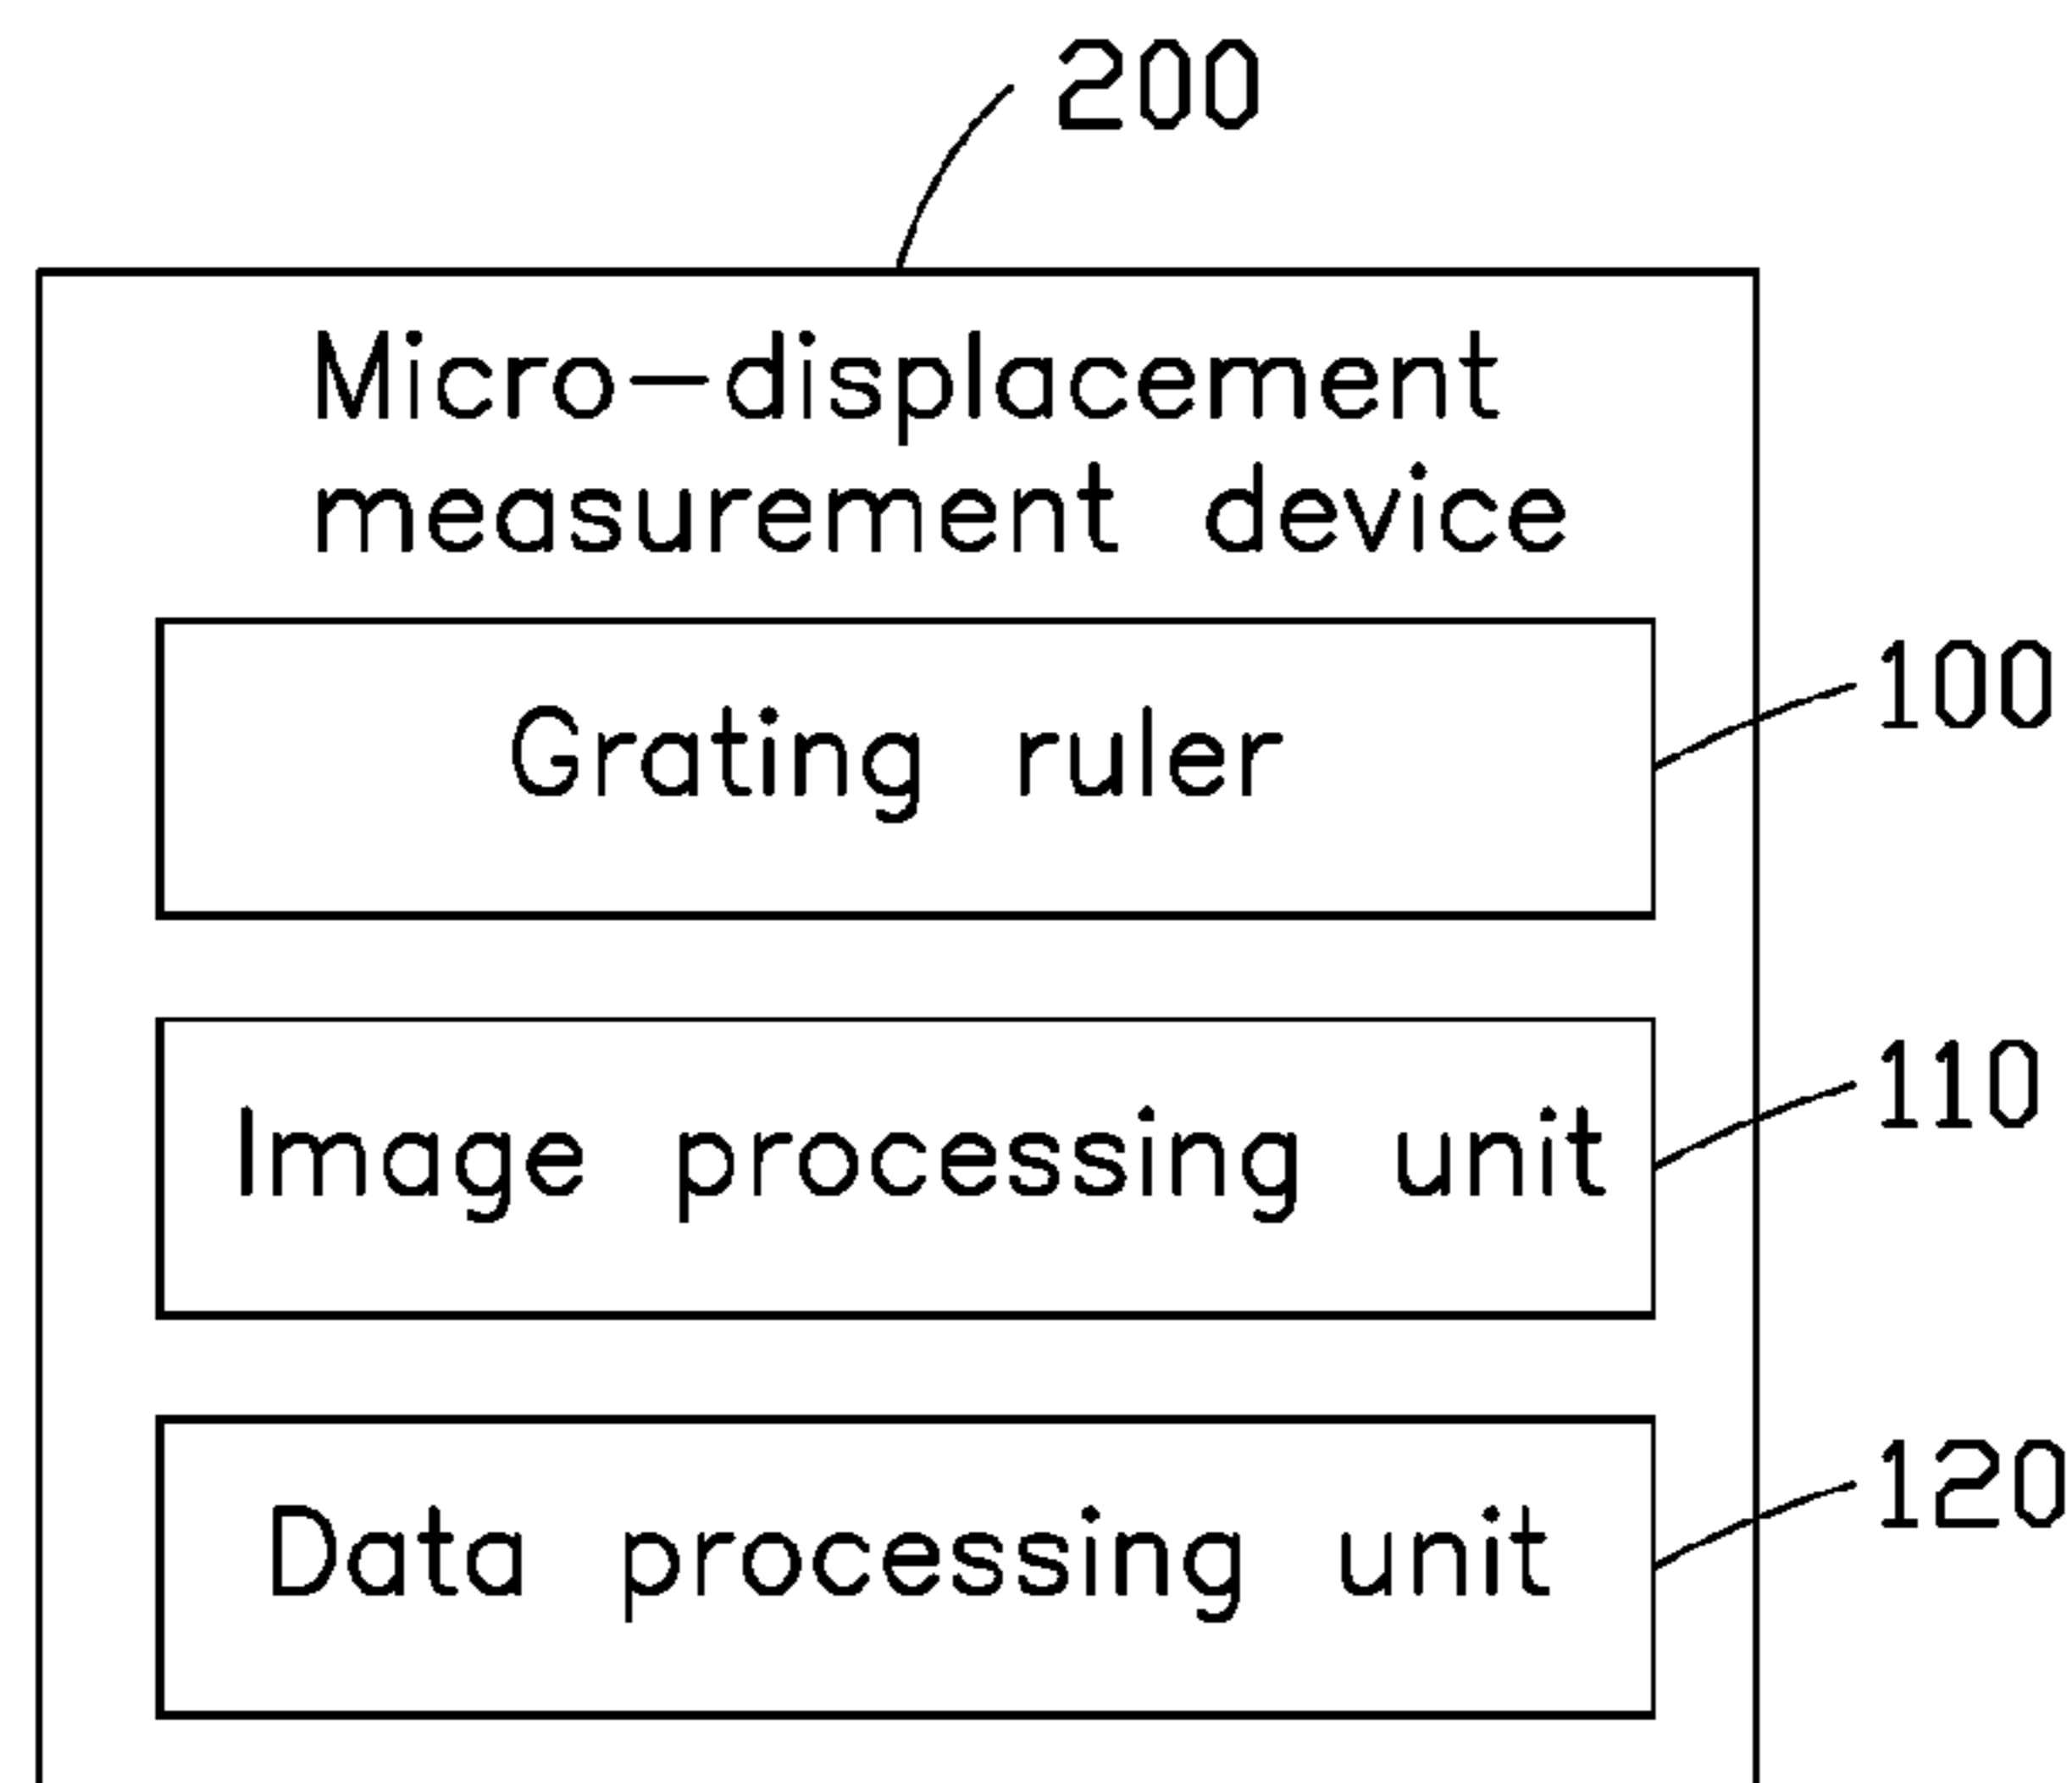 200
Micro-displacement
measurement device
Grating ruler
100
Image processing unit
110
Data processing unit
120